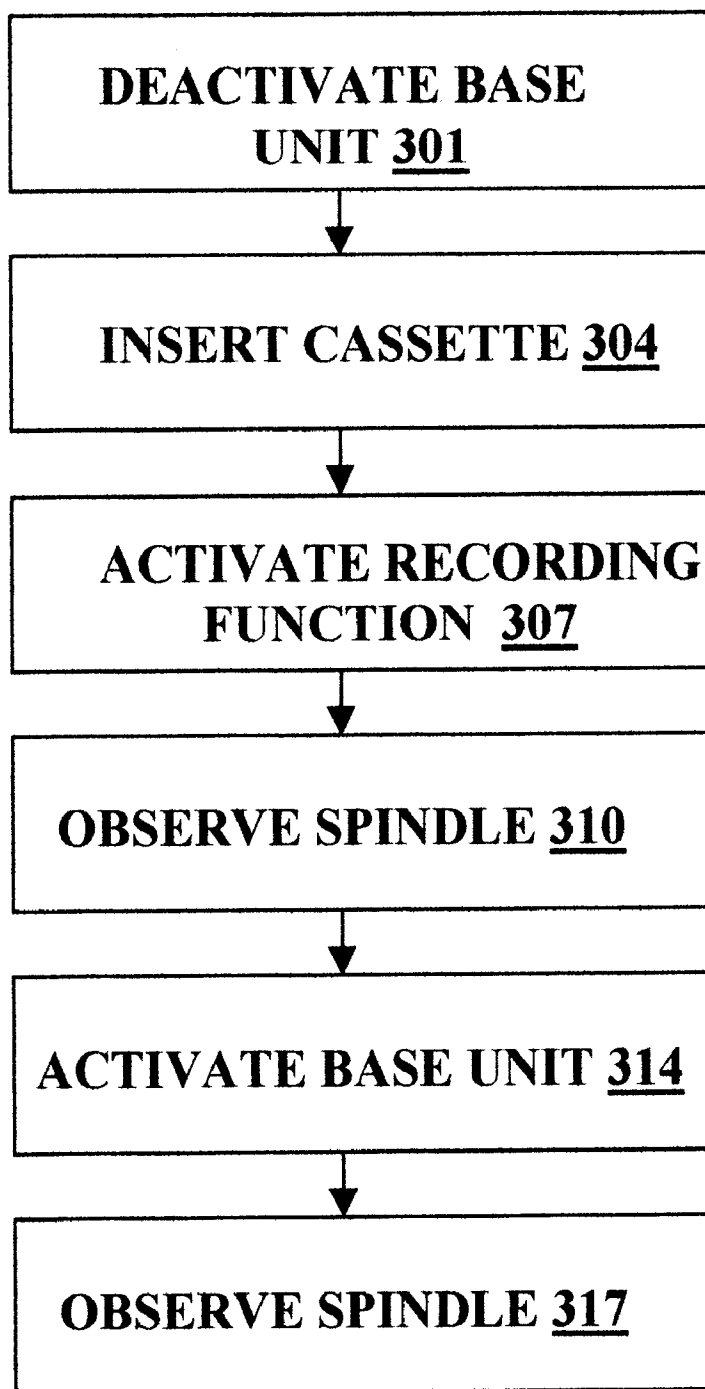 DEACTIVATE BASE
UNIT 301
INSERT CASSETTE 304
ACTIVATE RECORDING
FUNCTION 307
OBSERVE SPINDLE 310
ACTIVATE BASE UNIT 314
OBSERVE SPINDLE 317